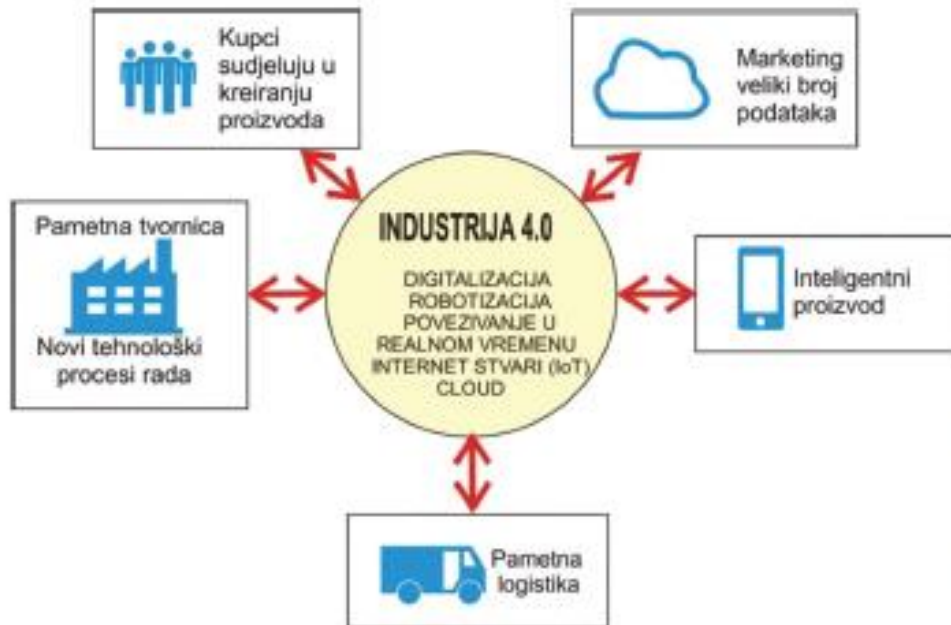 Kupci
sudjeluju u
kreiranju
proizvoda
Marketing
veliki broj
podataka
Pametna tvornica
Novi tehnološki
procesi rada
INDUSTRIJA 4.0
DIGITALIZACIJA
ROBOTIZACIJA
POVEZIVANJE U
REALNOM VREMENU
INTERNET STVARI (IoT)
CLOUD
Inteligentni
proizvod
Pametna
logistika